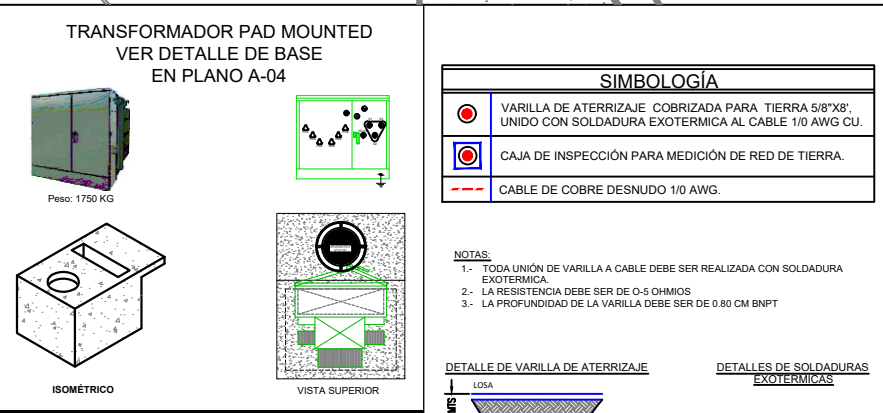 TRANSFORMADOR PAD MOUNTED
VER DETALLE DE BASE
EN PLANO A-04
Peso: 1750 KG
ISOMÉTRICO
VISTA SUPERIOR
SIMBOLOGÍA
VARILLA DE ATERRIZAJE COBRIZADA PARA TIERRA 5/8"X8',
UNIDO CON SOLDADURA EXOTERMICA AL CABLE 1/0 AWG CU.
CAJA DE INSPECCIÓN PARA MEDICIÓN DE RED DE TIERRA.
CABLE DE COBRE DESNUDO 1/0 AWG.
NOTAS:
1.- TODA UNIÓN DE VARILLA A CABLE DEBE SER REALIZADA CON SOLDADURA
EXOTERMICA.
2.- LA RESISTENCIA DEBE SER DE O-5 OHMIOS
3.- LA PROFUNDIDAD DE LA VARILLA DEBE SER DE 0.80 CM BNPT
DETALLE DE VARILLA DE ATERRIZAJE
LOSA
MTS
DETALLES DE SOLDADURAS
EXOTERMICAS